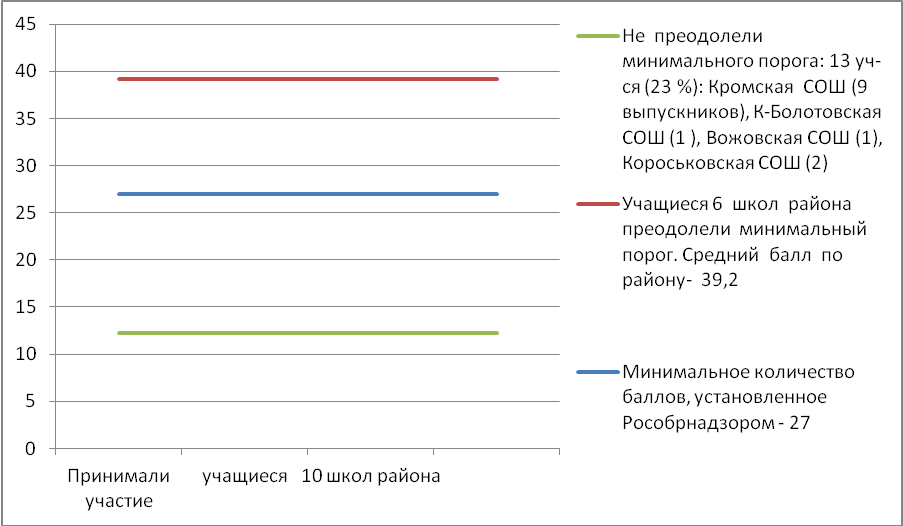 45
40
35
30
25
20
15
10
5
0
Принимали
участие
учащиеся
10 школ района
Не преодолели
минимального порога: 13 уч-
ся (23 %): Кромская СОШ (9
выпускников), К-Болотовская
СОШ (1 ), Вожовская СОШ (1),
Короськовская СОШ (2)
Учащиеся 6 школ района
преодолели минимальный
порог. Средний балл по
району- 39,2
Минимальное количество
баллов, установленное
Рособрнадзором - 27